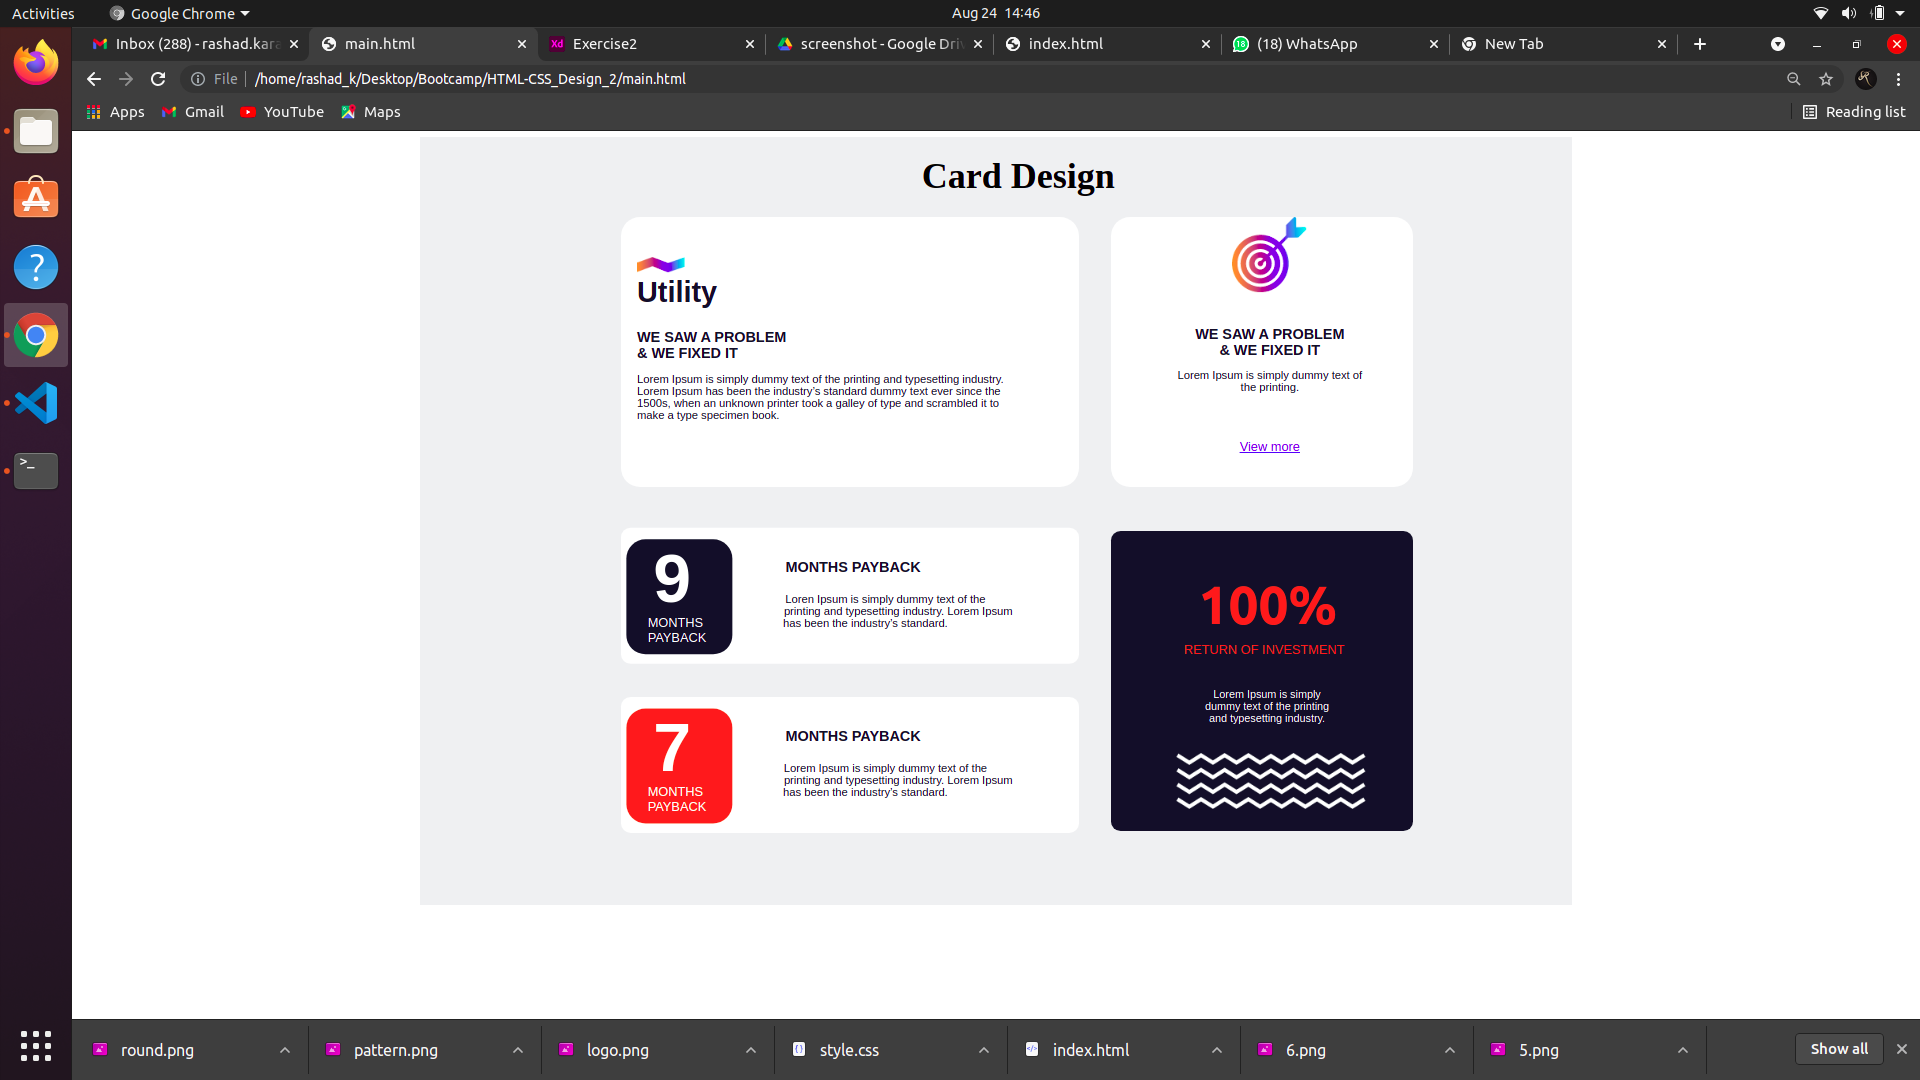 Activities
Google Chrome
Aug 24 14:46
Inbox (288) - rashad.kara
main.html
Xd
Exercise2
screenshot - Google Driv
index.html
18
(18) WhatsApp
New Tab
File
/home/rashad_k/Desktop/Bootcamp/HTML-CSS_Design_2/main.html
Apps
Gmail
YouTube
Maps
Reading list
Card Design
Utility
WE SAW A PROBLEM
& WE FIXED IT
Lorem Ipsum is simply dummy text of the printing and typesetting industry.
Lorem Ipsum has been the industry's standard dummy text ever since the
1500s, when an unknown printer took a galley of type and scrambled it to
make a type specimen book.
WE SAW A PROBLEM
& WE FIXED IT
Lorem Ipsum is simply dummy text of
the printing.
View more
9
MONTHS
PAYBACK
MONTHS PAYBACK
Loren Ipsum is simply dummy text of the
printing and typesetting industry. Lorem Ipsum
has been the industry's standard.
7
MONTHS
PAYBACK
MONTHS PAYBACK
Lorem Ipsum is simply dummy text of the
printing and typesetting industry. Lorem Ipsum
has been the industry's standard.
100%
RETURN OF INVESTMENT
Lorem Ipsum is simply
dummy text of the printing
and typesetting industry.
round.png
pattern.png
logo.png
style.css
index.html
6.png
5.png
Show all